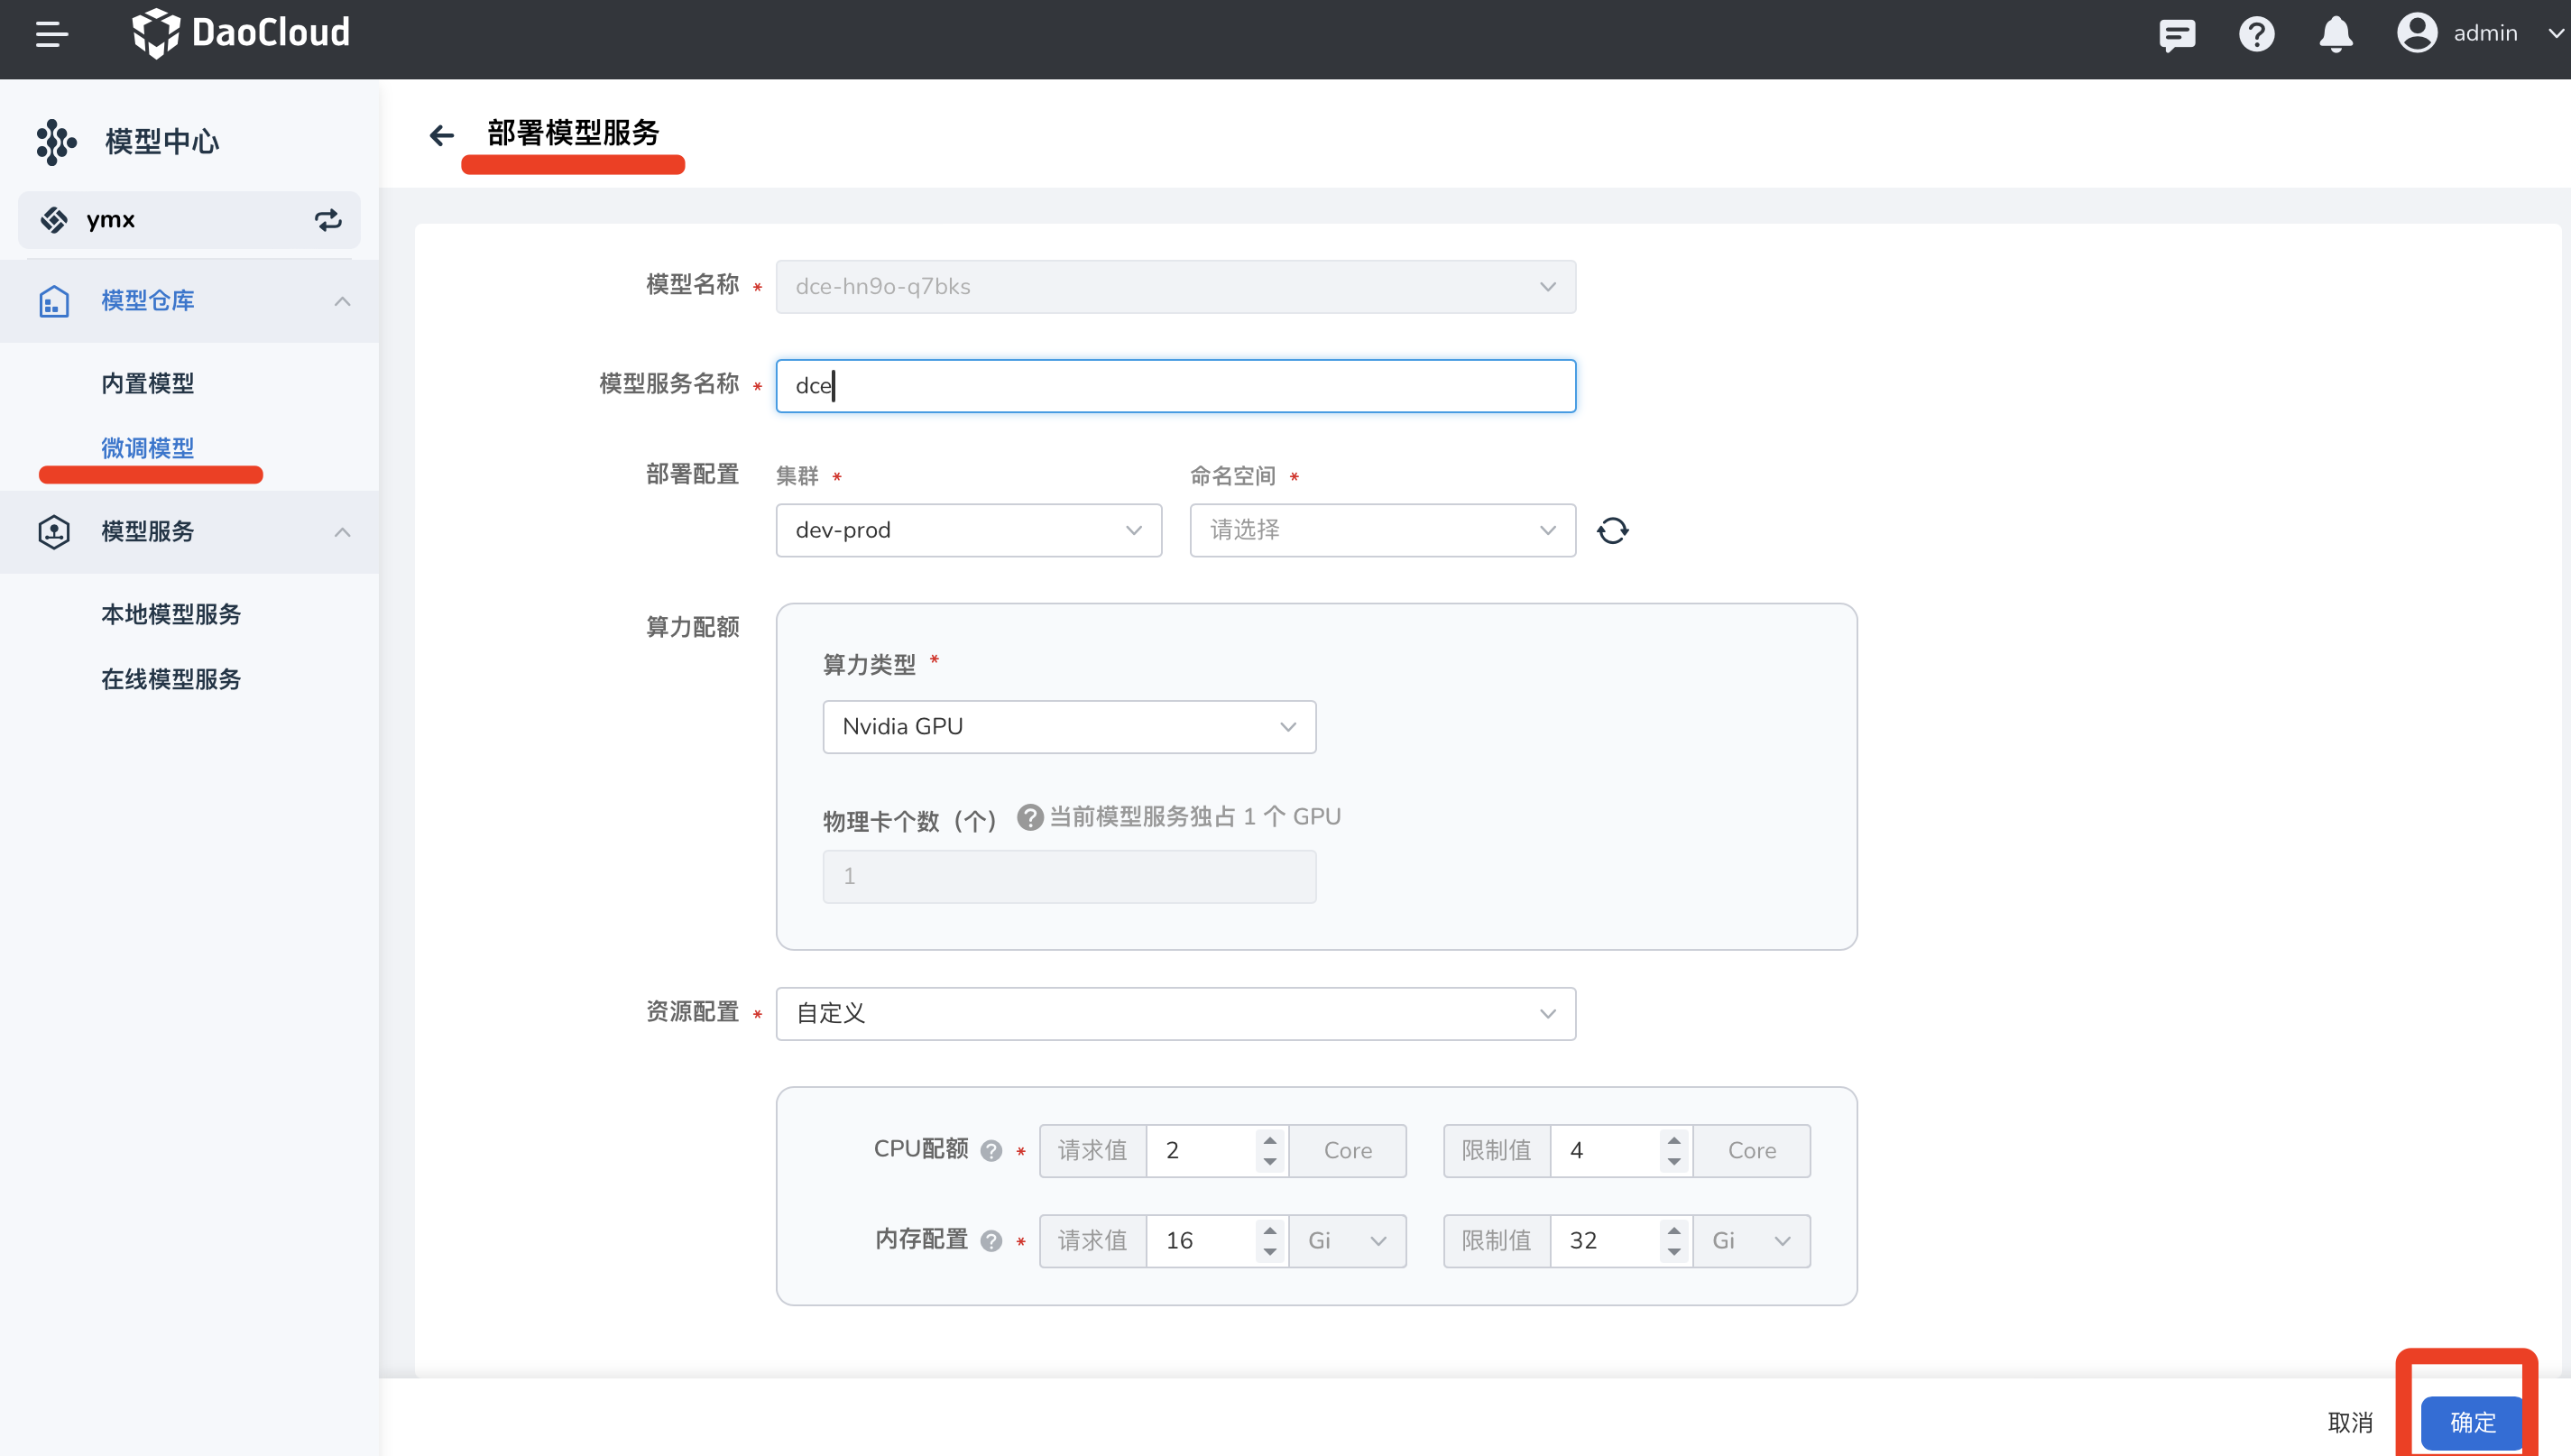 DaoCloud
admin
模型中心
ymx
模型仓库
内置模型
微调模型
模型服务
本地模型服务
在线模型服务
部署模型服务
模型名称 * dce-hn9o-q7bks
模型服务名称 * dce
部署配置 集群 * 命名空间 *
dev-prod 请选择
算力配额
算力类型 *
Nvidia GPU
物理卡个数（个） ? 当前模型服务独占 1 个 GPU
1
资源配置 * 自定义
CPU配额 ? * 请求值 2 Core 限制值 4 Core
内存配置 ? * 请求值 16 Gi 限制值 32 Gi
取消 确定